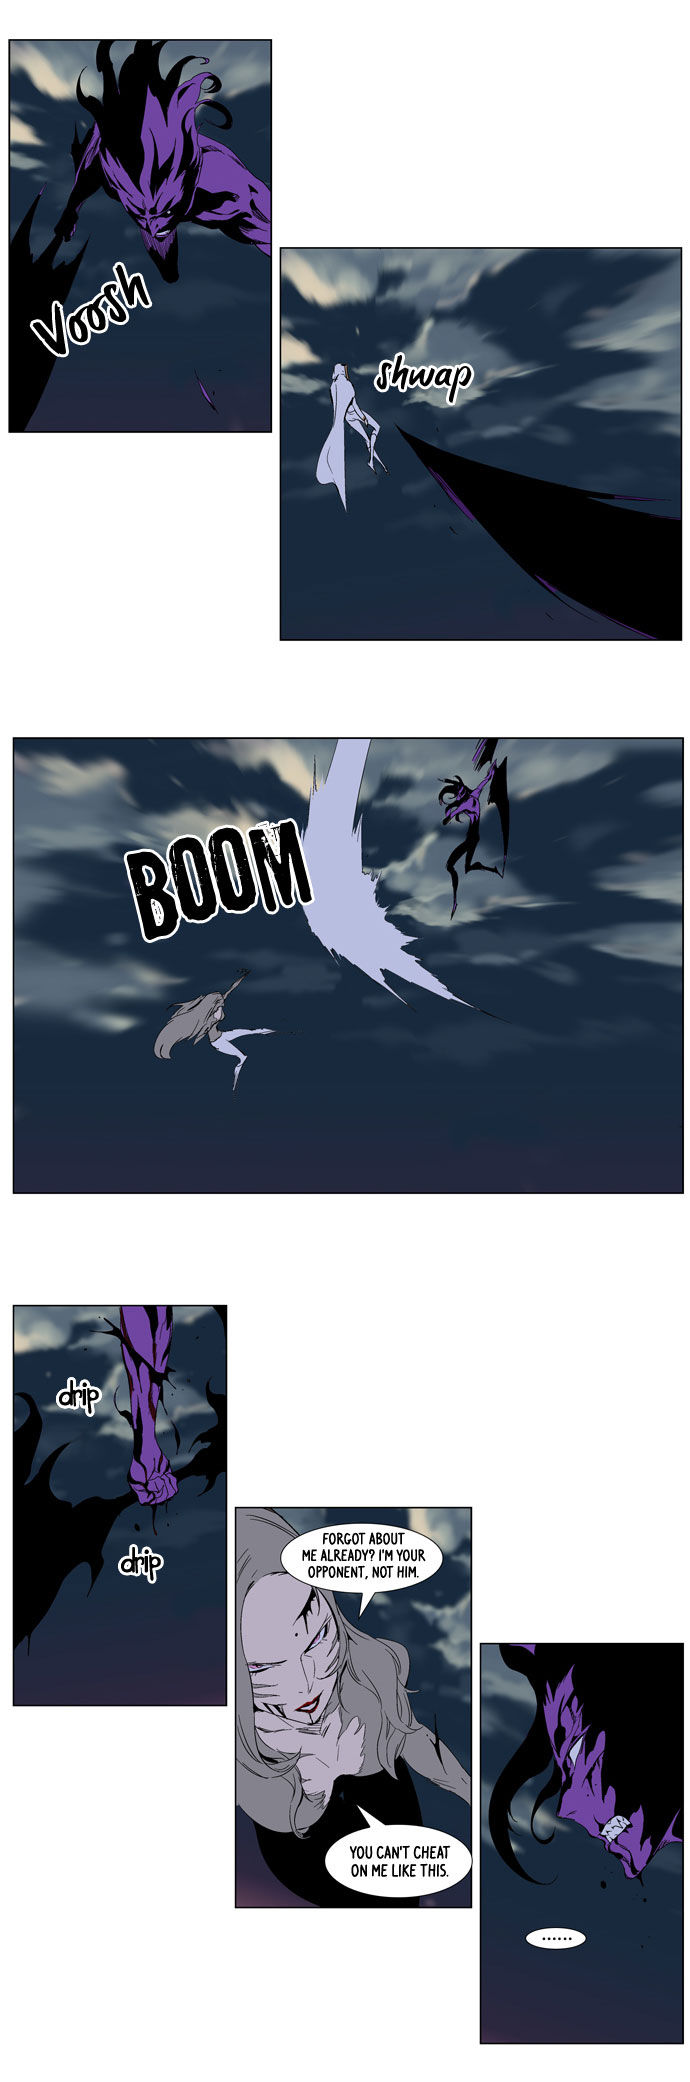 Voosh
shwap
BOOM
drip
drip
FORGOT ABOUT
ME ALREADY? I'M YOUR
OPPONENT, NOT HIM.
YOU CAN'T CHEAT
ON ME LIKE THIS.
......